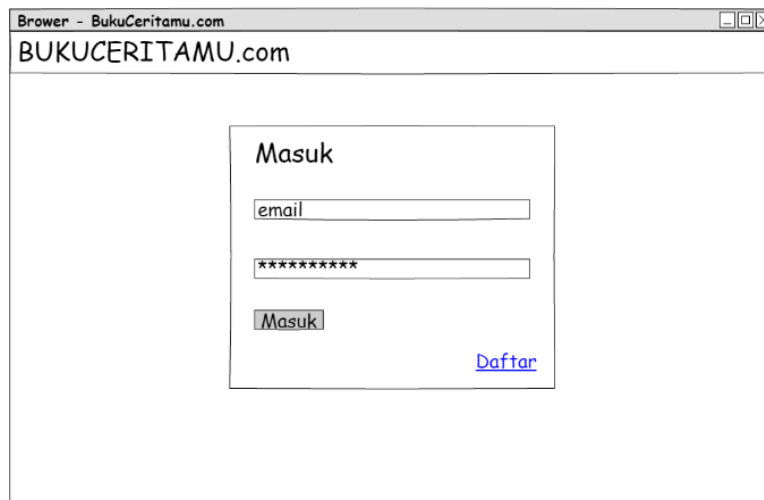 Brower - BukuCeritamu.com
BUKUCERITAMU.com
Masuk
email
**********
Masuk
Daftar